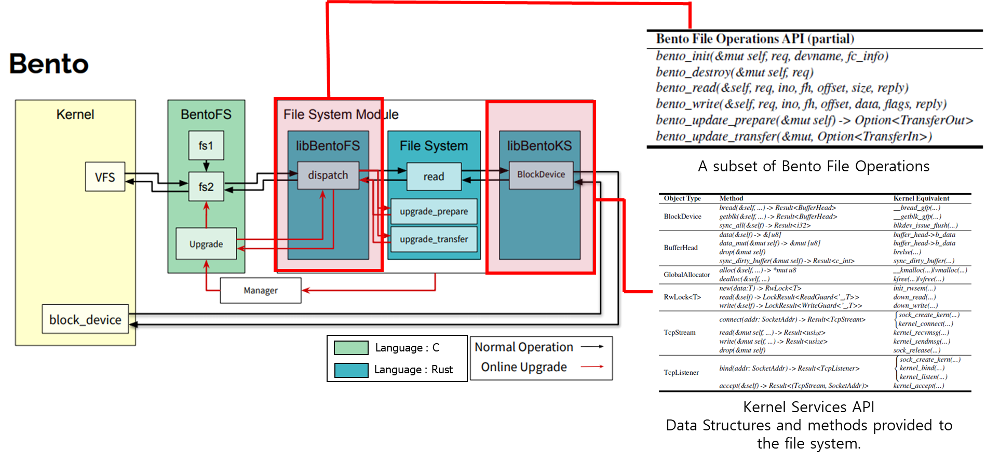 Bento
Kernel
VFS
block_device
BentoFS
fs1
fs2
Upgrade
Manager
File System Module
libBentoFS
dispatch
File System
read
upgrade_prepare
upgrade_transfer
libBentoKS
BlockDevice
Language : C
Language : Rust
Normal Operation
Online Upgrade
Bento File Operations API (partial)
bento_init(&mut self, req, devname, fc_info)
bento_destroy(&mut self, req)
bento_read(&self, req, ino, fh, offset, size, reply)
bento_write(&self, req, ino, fh, offset, data, flags, reply)
bento_update_prepare(&mut self) -> Option<TransferOut>
bento_update_transfer(&mut, Option<TransferIn>)
A subset of Bento File Operations
Object Type Method Kernel Equivalent
bread(&self, ...) -> Result<BufferHead> __bread_gfp(...)
BlockDevice getblk(&self, ...) -> Result<BufferHead> __getblk_gfp(...)
sync_all(&self) -> Result<i32> blkdev_issue_flush(...)
data(&self) -> &[u8] buffer_head->b_data
data_mut(&mut self) -> &mut [u8] buffer_head->b_data
BufferHead drop(&mut self) brelse(...)
sync_dirty_buffer(&mut self) -> Result<c_int> sync_dirty_buffer(...)
GlobalAllocator alloc(&self, ...) -> *mut u8 __kmalloc(...)/vmalloc(...)
dealloc(&self, ...) kfree(...)/vfree(...)
new(data:T) -> RwLock<T> init_rwsem(...)
RwLock<T> read(&self) -> LockResult<ReadGuard<'_,T>> down_read(...)
write(&self) -> LockResult<WriteGuard<'_,T>> down_write(...)
connect(addr: SocketAddr) -> Result<TcpStream> { sock_create_kern(...)
kernel_connect(...)
TcpStream read(&mut self, ...) -> Result<usize> kernel_recvmsg(...)
write(&mut self, ...) -> Result<usize> kernel_sendmsg(...)
drop(&mut self) sock_release(...)
sock_create_kern(...)
TcpListener bind(addr: SocketAddr) -> Result<TcpListener> { kernel_bind(...)
kernel_listen(...)
accept(&self) -> Result<(TcpStream, SocketAddr)> kernel_accept(...)
Kernel Services API
Data Structures and methods provided to
the file system.